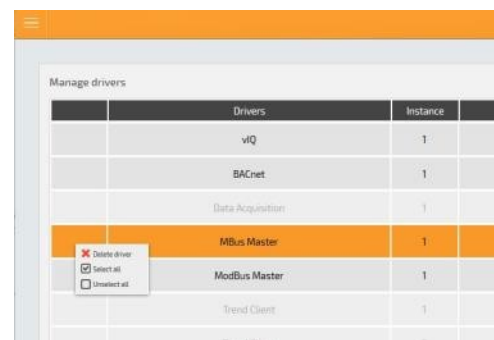 Manage drivers
Drivers Instance
vIQ 1
BACnet 1
Data Acquisition 1
MBus Master 1
Delete driver
Select all
Unselect all
ModBus Master 1
Trend Client 1